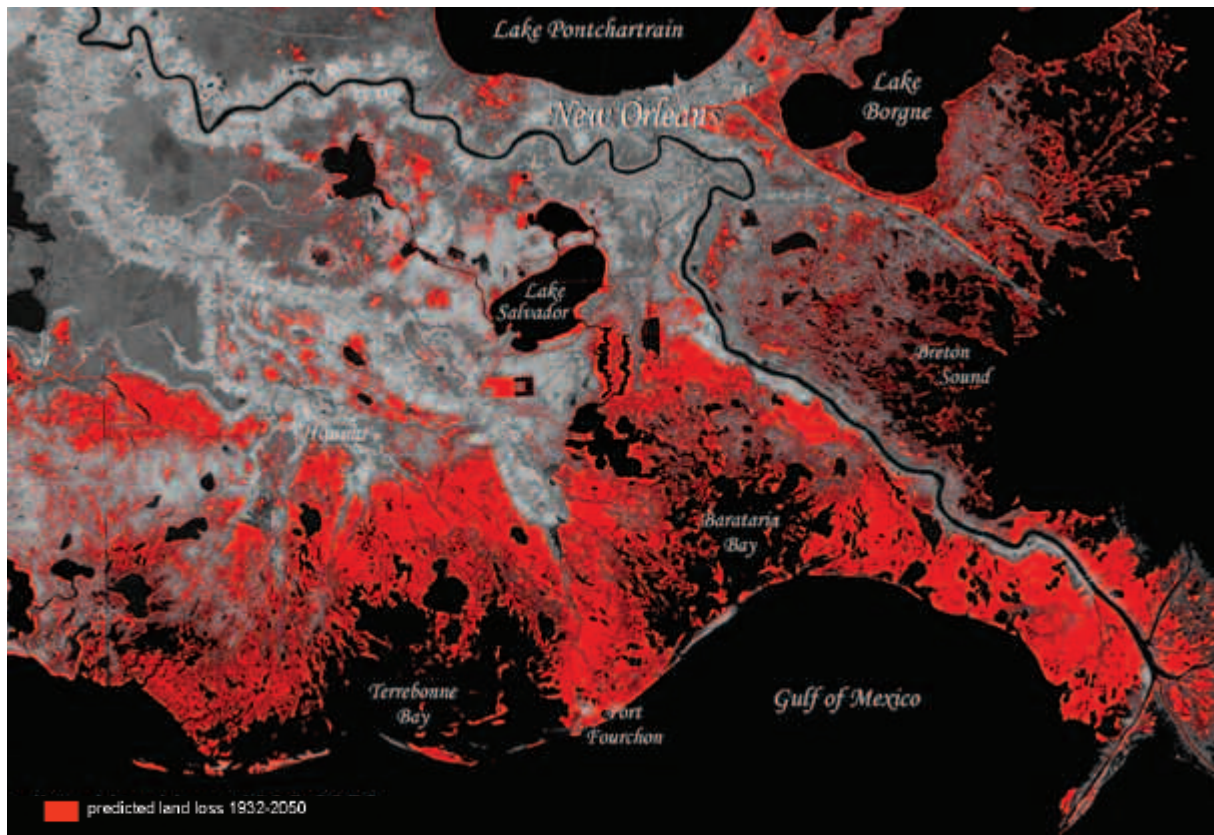 Lake Pontchartrain
Lake
Borgne
New Orleans
Lake
Salvador
Breton
Sound
Houma
Barataria
Bay
Terrebonne
Bay
Gulf of Mexico
Port
Fourchon
predicted land loss 1932-2050